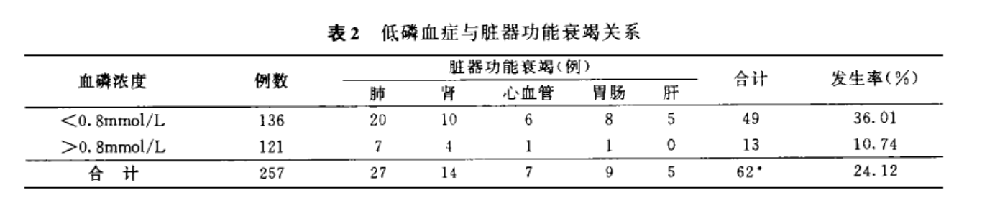 表2 低磷血症与脏器功能衰竭关系
血磷浓度 例数 脏器功能衰竭(例) 合计 发生率(%)
肺 肾 心血管 胃肠 肝
<0.8mmol/L 136 20 10 6 8 5 49 36.01
>0.8mmol/L 121 7 4 1 1 0 13 10.74
合 计 257 27 14 7 9 5 62* 24.12